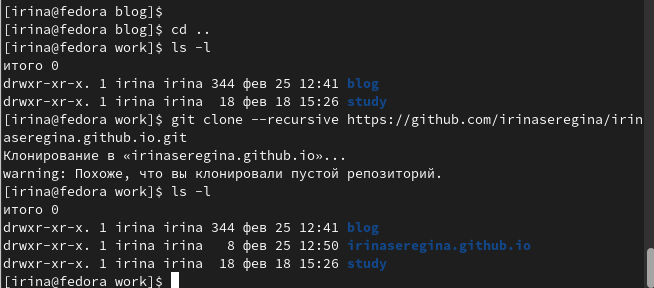 [irina@fedora blog]$
[irina@fedora blog]$ cd ..
[irina@fedora work]$ ls -l
итого 0
drwxr-xr-x. 1 irina irina 344 фев 25 12:41 blog
drwxr-xr-x. 1 irina irina  18 фев 18 15:26 study
[irina@fedora work]$ git clone --recursive https://github.com/irinaseregina/irin
aseregina.github.io.git
Клонирование в «irinaseregina.github.io»...
warning: Похоже, что вы клонировали пустой репозиторий.
[irina@fedora work]$ ls -l
итого 0
drwxr-xr-x. 1 irina irina 344 фев 25 12:41 blog
drwxr-xr-x. 1 irina irina   8 фев 25 12:50 irinaseregina.github.io
drwxr-xr-x. 1 irina irina  18 фев 18 15:26 study
[irina@fedora work]$